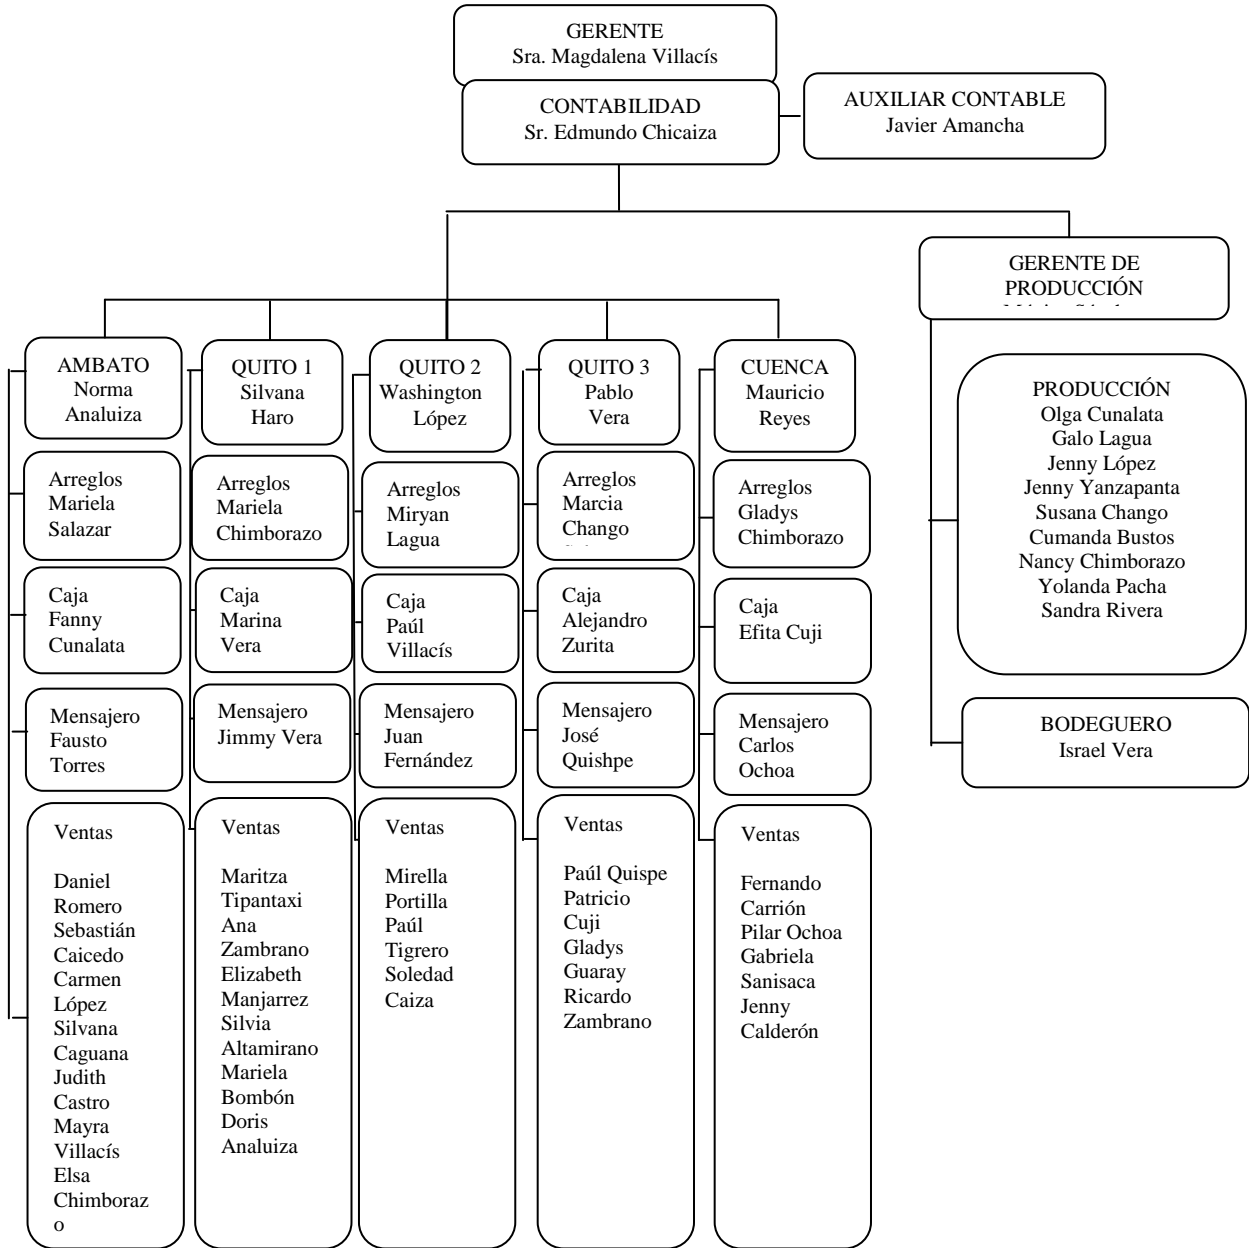 GERENTE
Sra. Magdalena Villacís
CONTABILIDAD
Sr. Edmundo Chicaiza
AUXILIAR CONTABLE
Javier Amancha
GERENTE DE
PRODUCCIÓN
AMBATO
Norma
Analuiza
Arreglos
Mariela
Salazar
Caja
Fanny
Cunalata
Mensajero
Fausto
Torres
Ventas
Daniel
Romero
Sebastián
Caicedo
Carmen
López
Silvana
Caguana
Judith
Castro
Mayra
Villacís
Elsa
Chimboraz
o
QUITO 1
Silvana
Haro
Arreglos
Mariela
Chimborazo
Caja
Marina
Vera
Mensajero
Jimmy Vera
Ventas
Maritza
Tipantaxi
Ana
Zambrano
Elizabeth
Manjarrez
Silvia
Altamirano
Mariela
Bombón
Doris
Analuiza
QUITO 2
Washington
López
Arreglos
Miryan
Lagua
Caja
Paúl
Villacís
Mensajero
Juan
Fernández
Ventas
Mirella
Portilla
Paúl
Tigrero
Soledad
Caiza
QUITO 3
Pablo
Vera
Arreglos
Marcia
Chango
Caja
Alejandro
Zurita
Mensajero
José
Quishpe
Ventas
Paúl Quispe
Patricio
Cuji
Gladys
Guaray
Ricardo
Zambrano
CUENCA
Mauricio
Reyes
Arreglos
Gladys
Chimborazo
Caja
Efita Cuji
Mensajero
Carlos
Ochoa
Ventas
Fernando
Carrión
Pilar Ochoa
Gabriela
Sanisaca
Jenny
Calderón
PRODUCCIÓN
Olga Cunalata
Galo Lagua
Jenny López
Jenny Yanzapanta
Susana Chango
Cumanda Bustos
Nancy Chimborazo
Yolanda Pacha
Sandra Rivera
BODEGUERO
Israel Vera